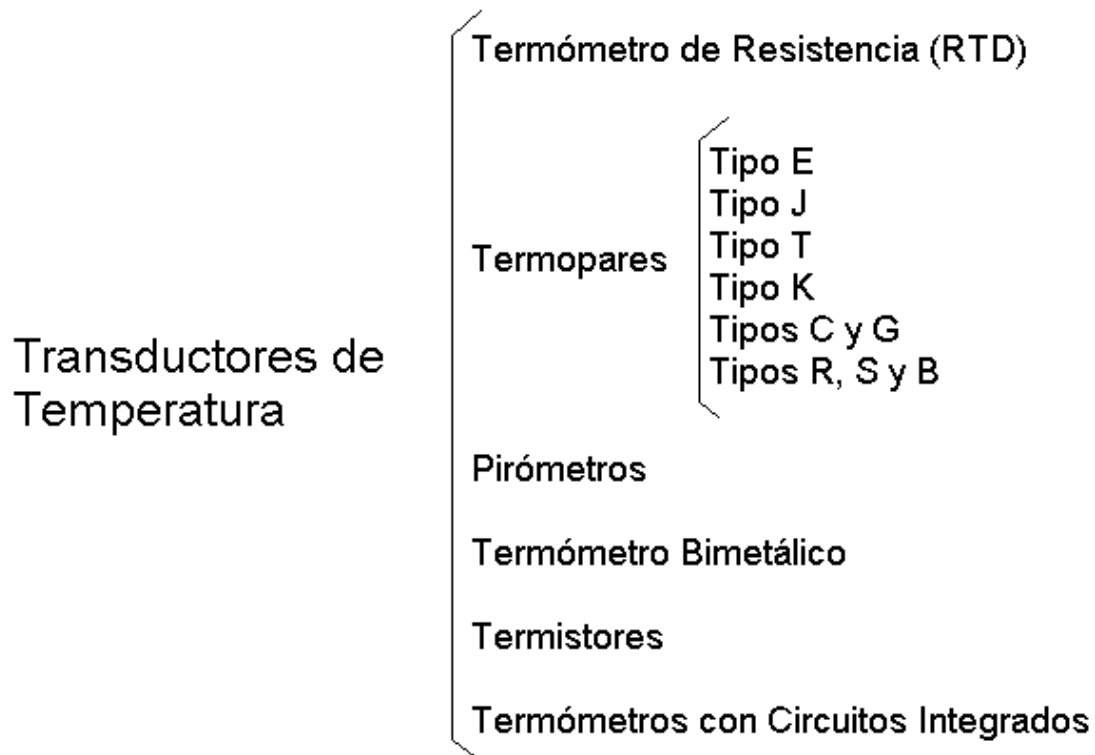 Transductores de
Temperatura
Termómetro de Resistencia (RTD)
Termopares
Tipo E
Tipo J
Tipo T
Tipo K
Tipos C y G
Tipos R, S y B
Pirómetros
Termómetro Bimetálico
Termistores
Termómetros con Circuitos Integrados